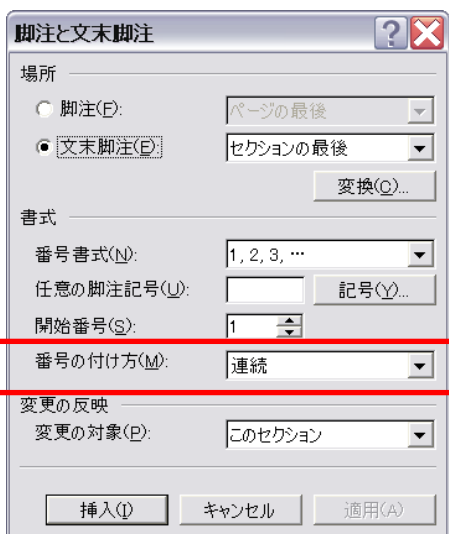 脚注と文末脚注
場所
脚注(F): ページの最後
文末脚注(E): セクションの最後
変換(C)...
書式
番号書式(N): 1, 2, 3, …
任意の脚注記号(U): 記号(Y)...
開始番号(S): 1
番号の付け方(M): 連続
変更の反映
変更の対象(P): このセクション
挿入(I) キャンセル 適用(A)